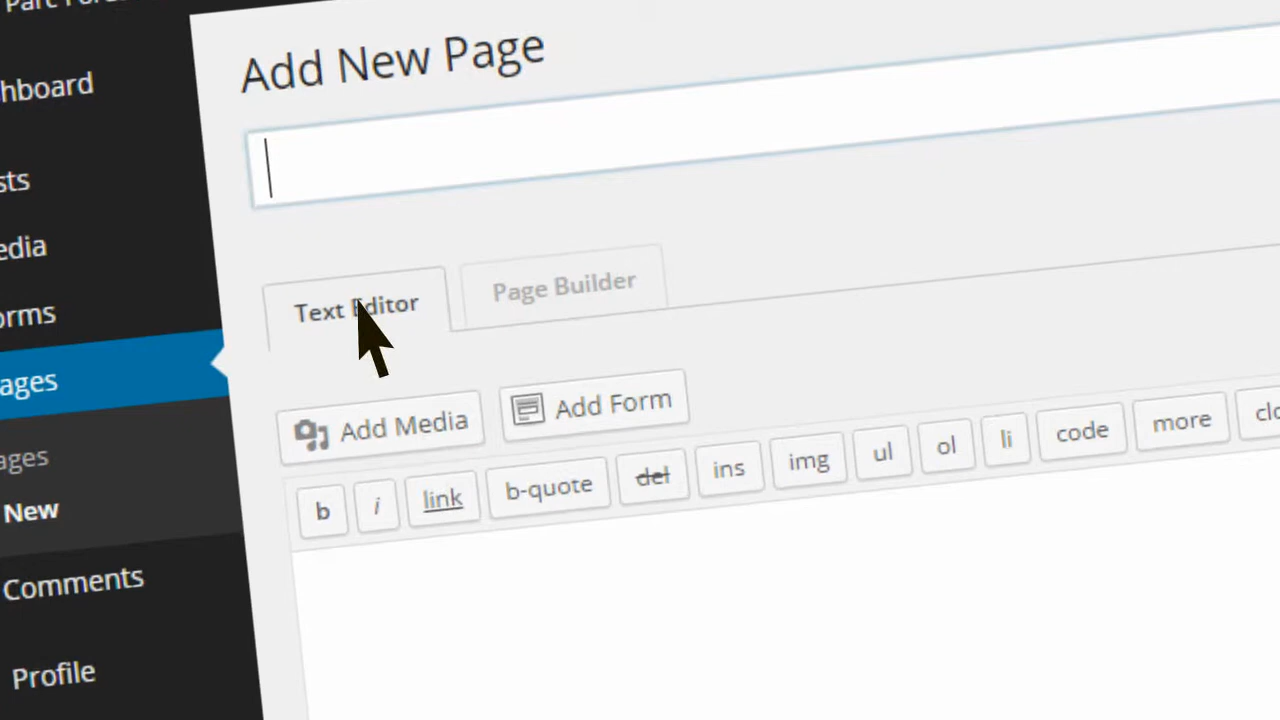 Add New Page
hboard
sts
edia
orms
ages
ages
New
Comments
Profile
Text Editor
Page Builder
Add Media
Add Form
b
i
link
b-quote
del
ins
img
ul
ol
li
code
more
clo